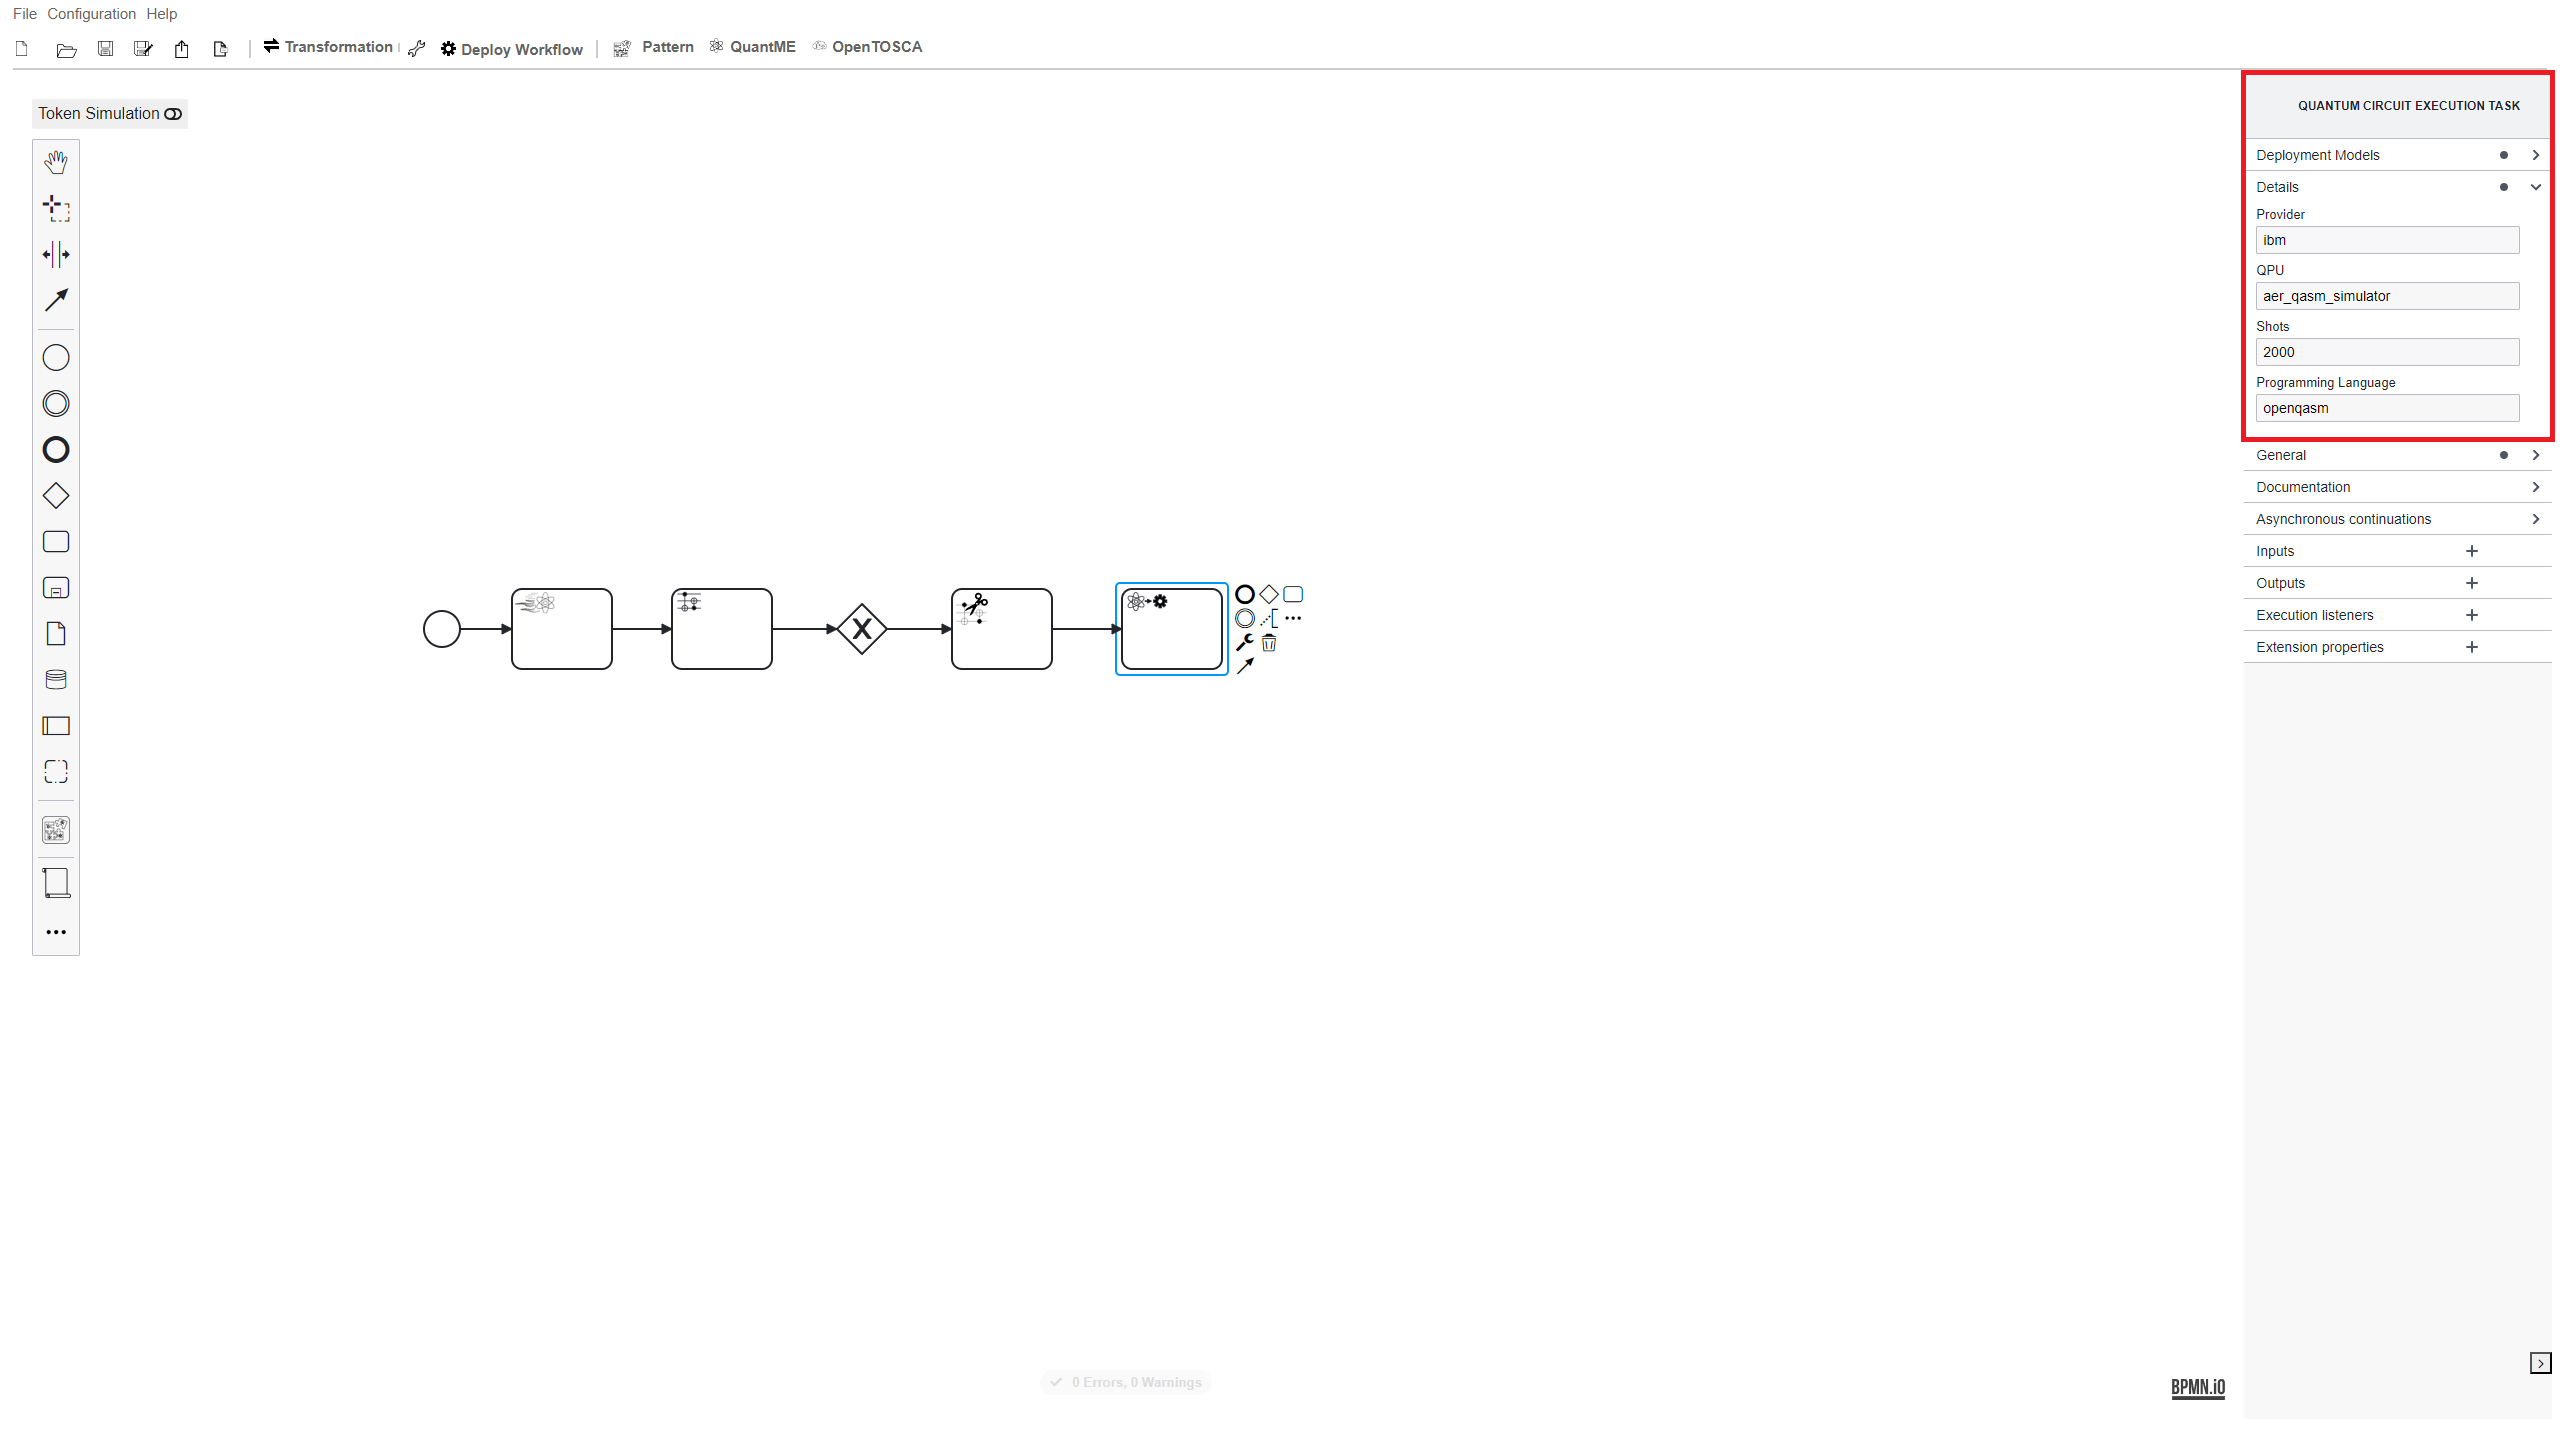 File Configuration Help
Transformation Deploy Workflow Pattern QuantME OpenTOSCA
Token Simulation
QUANTUM CIRCUIT EXECUTION TASK
Deployment Models
Details
Provider
ibm
QPU
aer_qasm_simulator
Shots
2000
Programming Language
openqasm
General
Documentation
Asynchronous continuations
Inputs
Outputs
Execution listeners
Extension properties
0 Errors, 0 Warnings
BPMN.iO